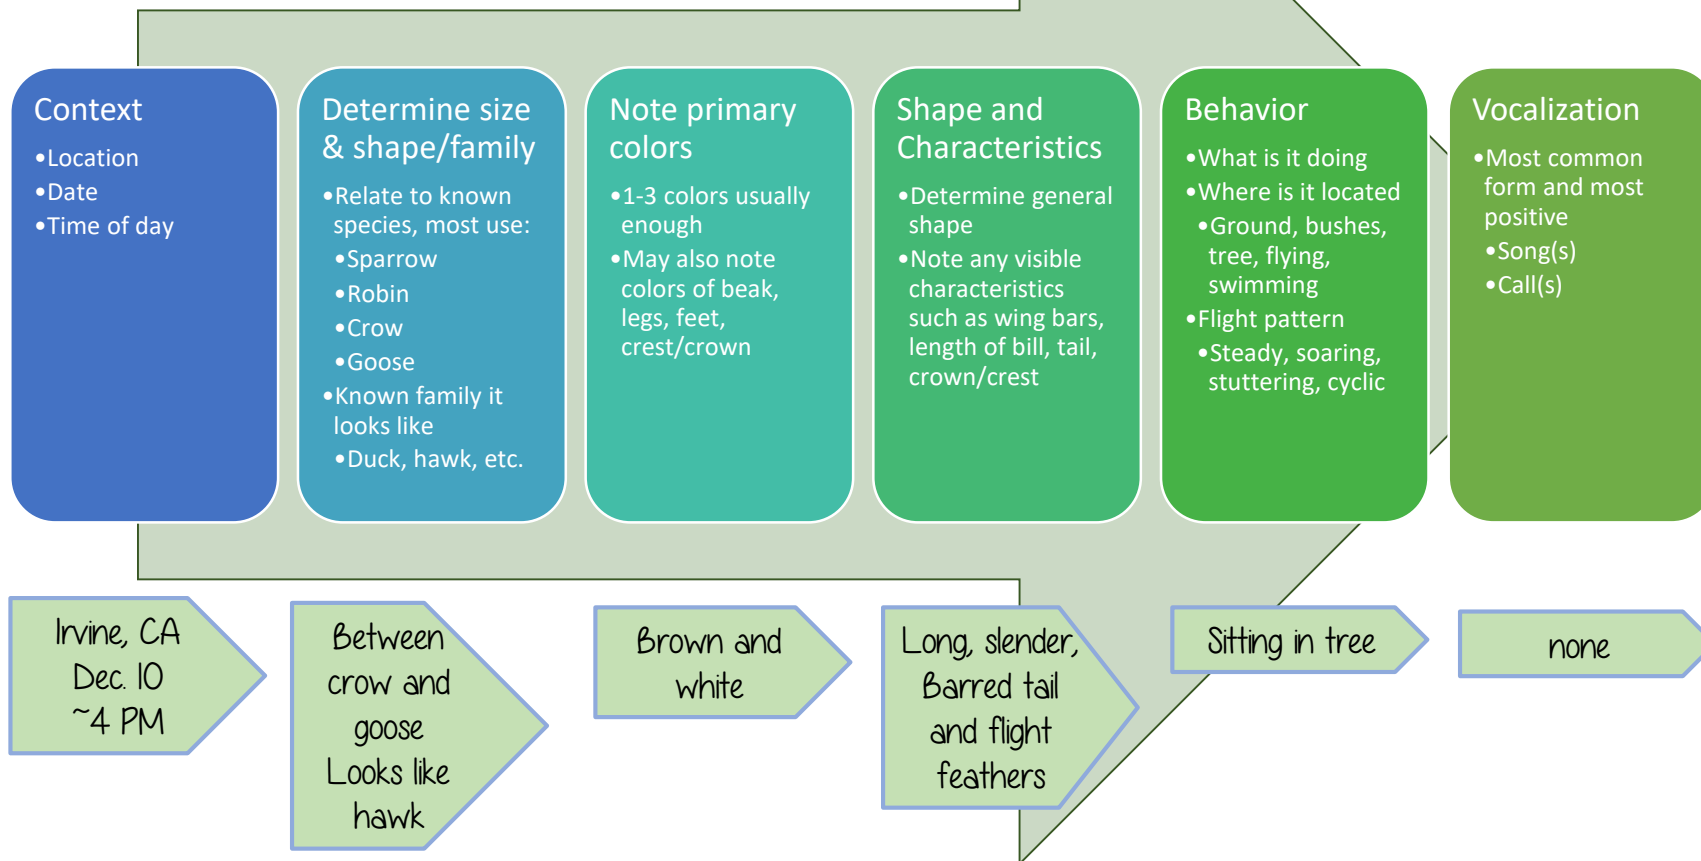 Context
•Location
•Date
•Time of day
Determine size
& shape/family
•Relate to known
species, most use:
•Sparrow
•Robin
•Crow
•Goose
•Known family it
looks like
•Duck, hawk, etc.
Note primary
colors
•1-3 colors usually
enough
•May also note
colors of beak,
legs, feet,
crest/crown
Shape and
Characteristics
•Determine general
shape
•Note any visible
characteristics
such as wing bars,
length of bill, tail,
crown/crest
Behavior
•What is it doing
•Where is it located
•Ground, bushes,
tree, flying,
swimming
•Flight pattern
•Steady, soaring,
stuttering, cyclic
Vocalization
•Most common
form and most
positive
•Song(s)
•Call(s)
Irvine, CA
Dec. 10
~4 PM
Between
crow and
goose
Looks like
hawk
Brown and
white
Long, slender,
Barred tail
and flight
feathers
Sitting in tree
none